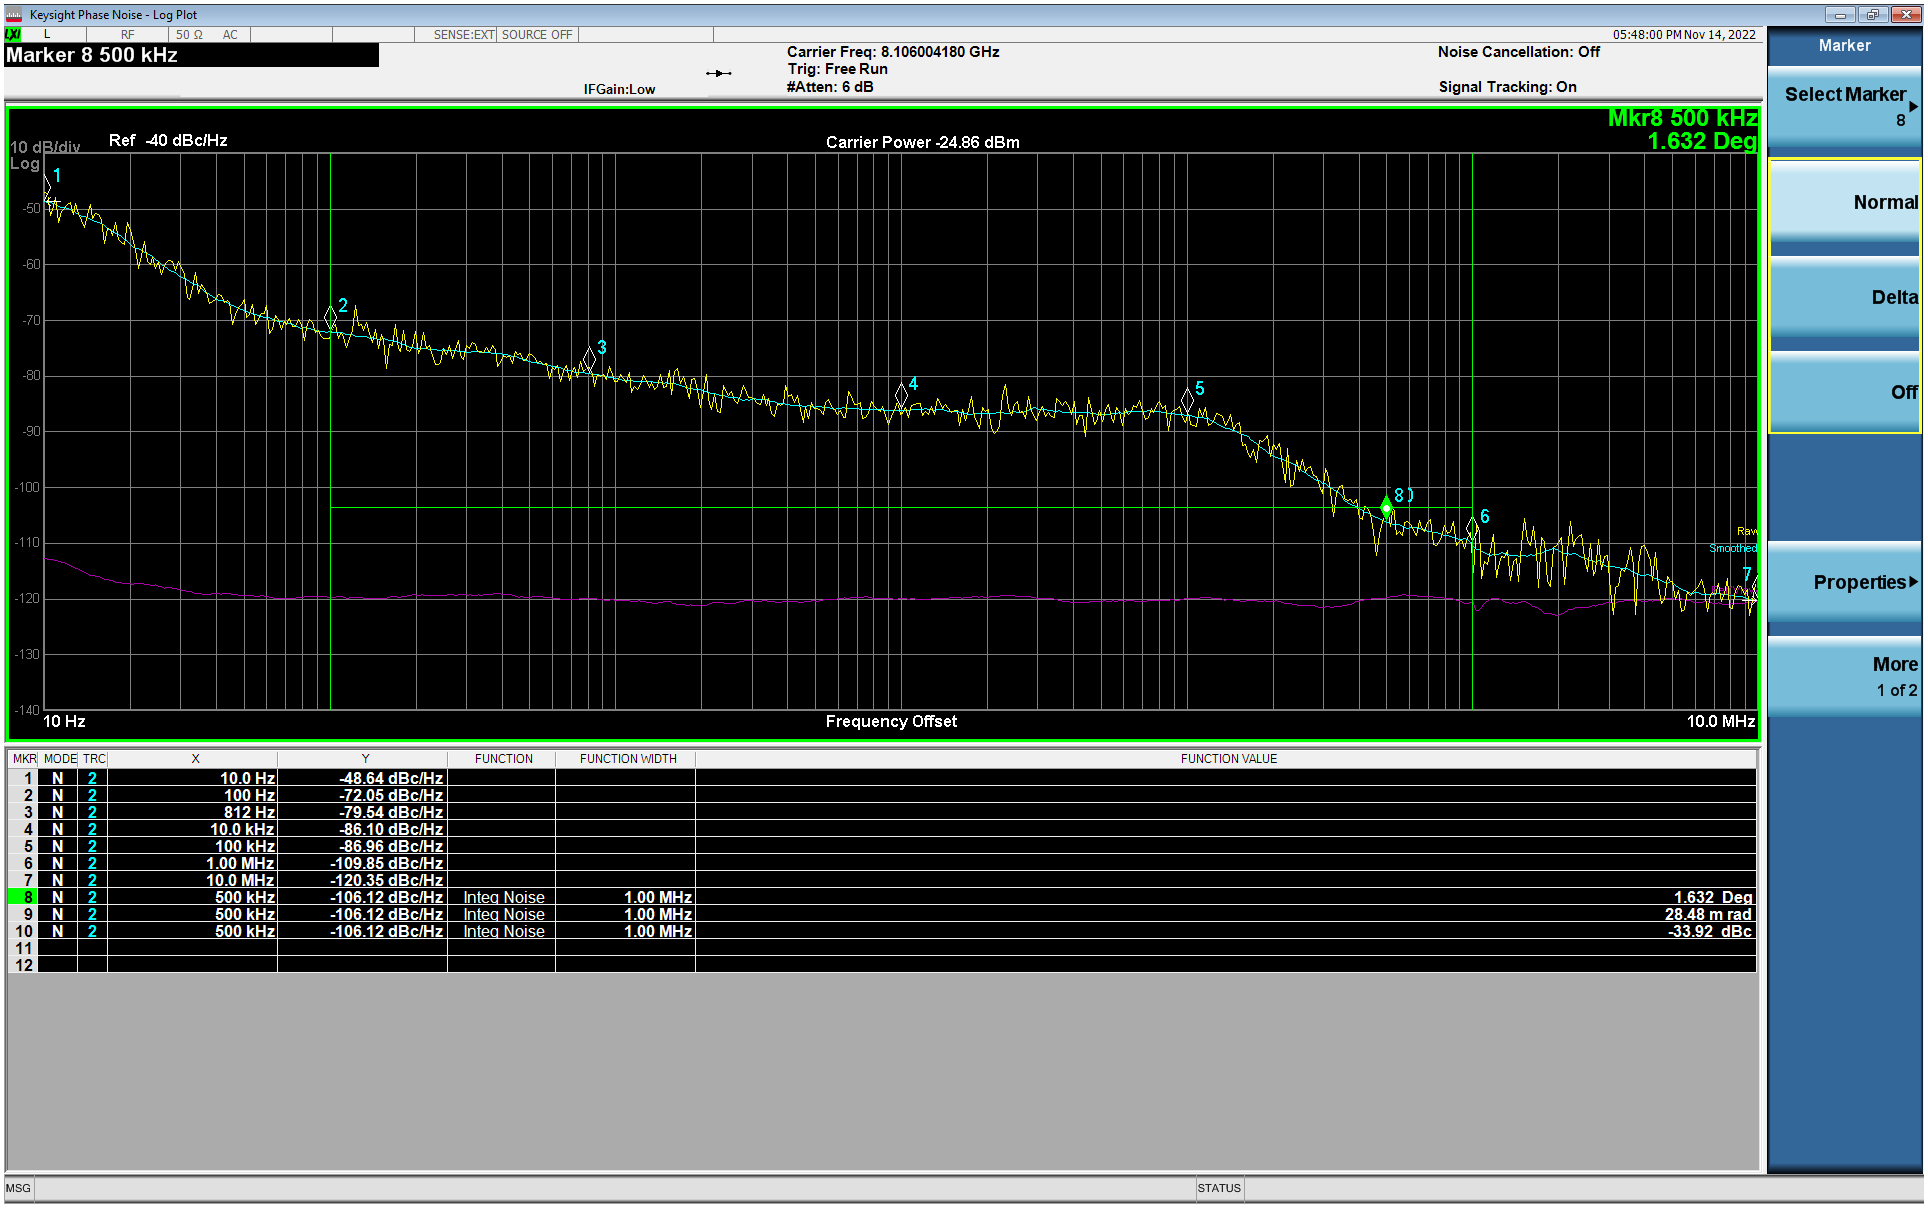 Keysight Phase Noise - Log Plot
LXI L RF 50 Ω AC SENSE:EXT SOURCE OFF 05:48:00 PM Nov 14, 2022
Marker 8 500 kHz
Carrier Freq: 8.106004180 GHz
Trig: Free Run
IFGain:Low
#Atten: 6 dB
Noise Cancellation: Off
Signal Tracking: On
Mkr8 500 kHz
1.632 Deg
10 dB/div
Log
Ref -40 dBc/Hz
Carrier Power -24.86 dBm
-50
-60
-70
-80
-90
-100
-110
-120
-130
-140
1
2
3
4
5
8
6
7
Raw
Smoothed
10 Hz
Frequency Offset
10.0 MHz
MKR MODE TRC X Y FUNCTION FUNCTION WIDTH FUNCTION VALUE
1 N 2 10.0 Hz -48.64 dBc/Hz
2 N 2 100 Hz -72.05 dBc/Hz
3 N 2 812 Hz -79.54 dBc/Hz
4 N 2 10.0 kHz -86.10 dBc/Hz
5 N 2 100 kHz -86.96 dBc/Hz
6 N 2 1.00 MHz -109.85 dBc/Hz
7 N 2 10.0 MHz -120.35 dBc/Hz
8 N 2 500 kHz -106.12 dBc/Hz Integ Noise 1.00 MHz 1.632 Deg
9 N 2 500 kHz -106.12 dBc/Hz Integ Noise 1.00 MHz 28.48 m rad
10 N 2 500 kHz -106.12 dBc/Hz Integ Noise 1.00 MHz -33.92 dBc
11
12
MSG
STATUS
Marker
Select Marker
8
Normal
Delta
Off
Properties
More
1 of 2